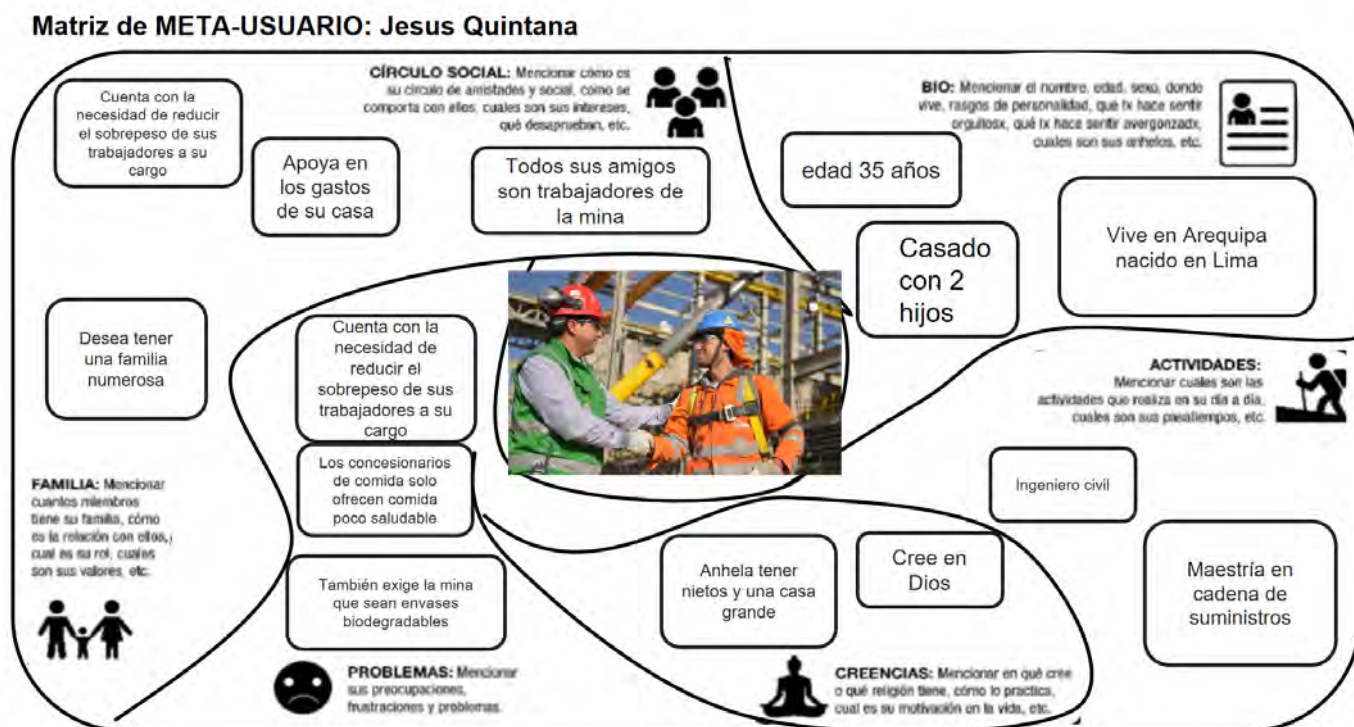 Matriz de META-USUARIO: Jesus Quintana
CÍRCULO SOCIAL: Mencionar cómo es
su círculo de amistades y social, como se
comporta con ellos, cuales son sus intereses,
qué desaprueban, etc.
Cuenta con la
necesidad de reducir
el sobrepeso de sus
trabajadores a su
cargo
Apoya en
los gastos
de su casa
Todos sus amigos
son trabajadores de
la mina
BIO: Mencionar el nombre, edad, sexo, donde
vive, rasgos de personalidad, qué lx hace sentir
orgullosx, qué lx hace sentir avergonzadx,
cuales son sus anhelos, etc.
edad 35 años
Casado
con 2
hijos
Vive en Arequipa
nacido en Lima
Desea tener
una familia
numerosa
FAMILIA: Mencionar
cuantos miembros
tiene su familia, cómo
es la relación con ellos,
cual es su rol, cuales
son sus valores, etc.
Cuenta con la
necesidad de
reducir el
sobrepeso de sus
trabajadores a su
cargo
Los concesionarios
de comida solo
ofrecen comida
poco saludable
También exige la mina
que sean envases
biodegradables
PROBLEMAS: Mencionar
sus preocupaciones,
frustraciones y problemas.
ACTIVIDADES:
Mencionar cuales son las
actividades que realiza en su día a día,
cuales son sus pasatiempos, etc.
Ingeniero civil
Maestría en
cadena de
suministros
Anhela tener
nietos y una casa
grande
Cree en
Dios
CREENCIAS: Mencionar en qué cree
o qué religión tiene, cómo lo practica,
cual es su motivación en la vida, etc.